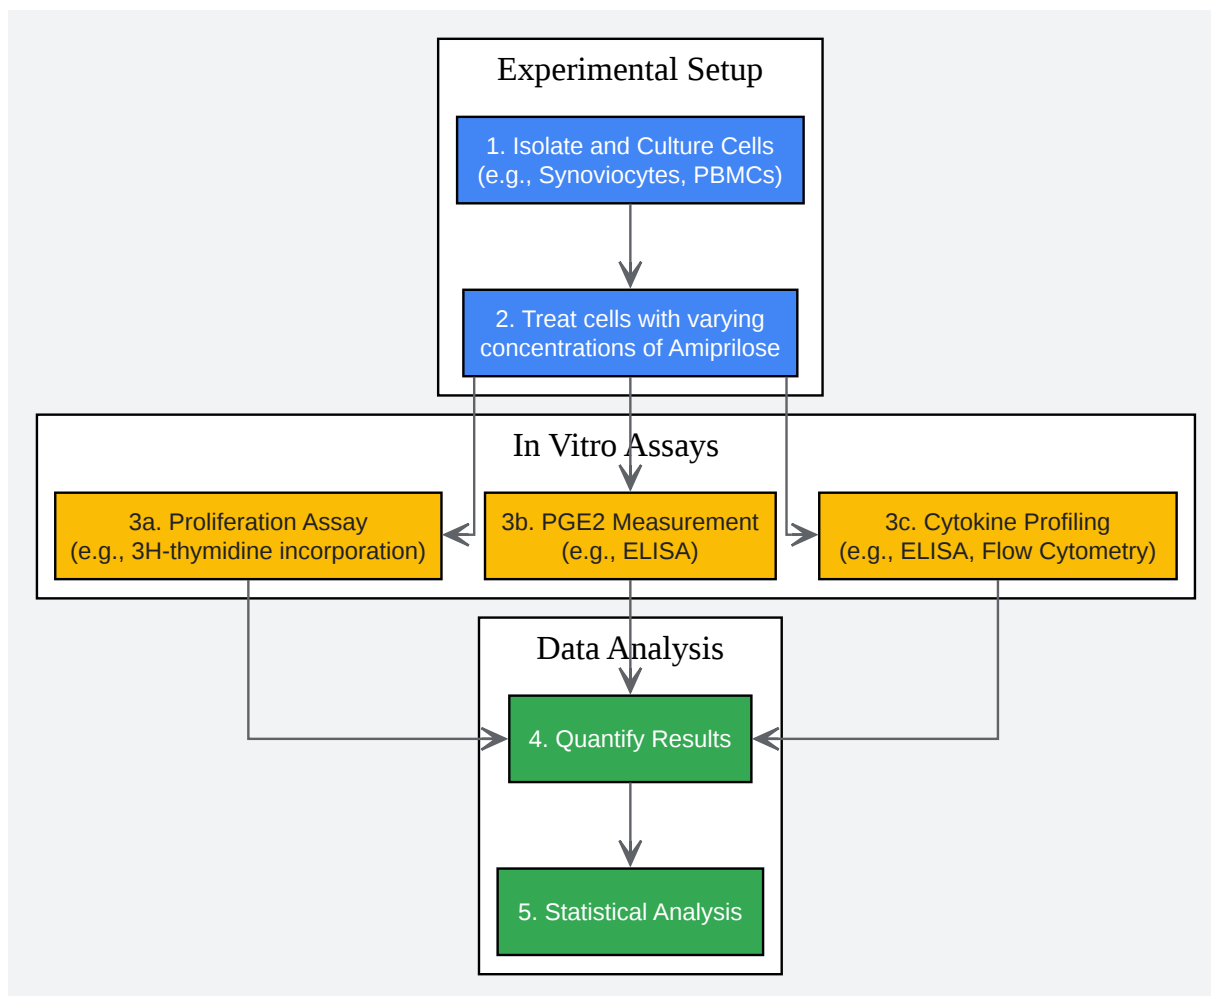 Experimental Setup
1. Isolate and Culture Cells
(e.g., Synoviocytes, PBMCs)
2. Treat cells with varying
concentrations of Amiprilose
In Vitro Assays
3a. Proliferation Assay
(e.g., 3H-thymidine incorporation)
3b. PGE2 Measurement
(e.g., ELISA)
3c. Cytokine Profiling
(e.g., ELISA, Flow Cytometry)
Data Analysis
4. Quantify Results
5. Statistical Analysis